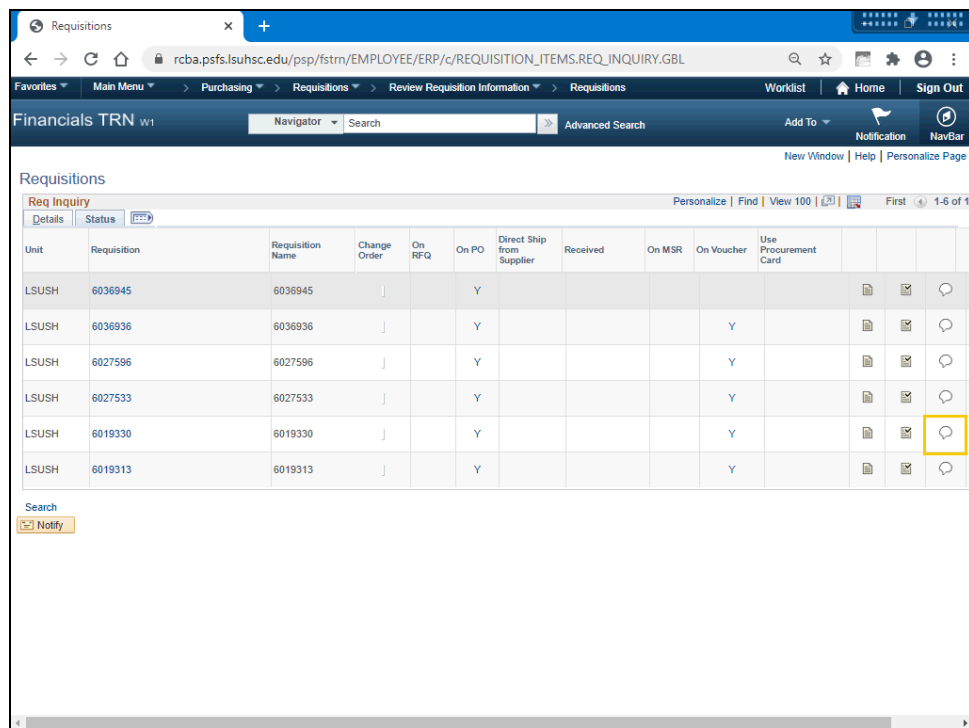 Requisitions
rcba.psfs.lsuhsc.edu/psp/fstrn/EMPLOYEE/ERP/c/REQUISITION_ITEMS.REQ_INQUIRY.GBL
Favorites Main Menu > Purchasing > Requisitions > Review Requisition Information > Requisitions Worklist Home Sign Out
Financials TRN W1 Navigator Search Advanced Search Add To Notification NavBar
New Window | Help | Personalize Page
Requisitions
Req Inquiry Personalize | Find | View 100 | First 1-6 of 1
Details Status
Unit Requisition Requisition Name Change Order On RFQ On PO Direct Ship from Supplier Received On MSR On Voucher Use Procurement Card
LSUSH 6036945 6036945 Y
LSUSH 6036936 6036936 Y Y
LSUSH 6027596 6027596 Y Y
LSUSH 6027533 6027533 Y Y
LSUSH 6019330 6019330 Y Y
LSUSH 6019313 6019313 Y Y
Search
Notify